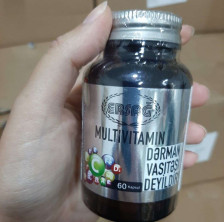 MULTIVITAMIN
DƏRMAN
VASİTƏSİ
DEYİLDİR
60 Kapsul